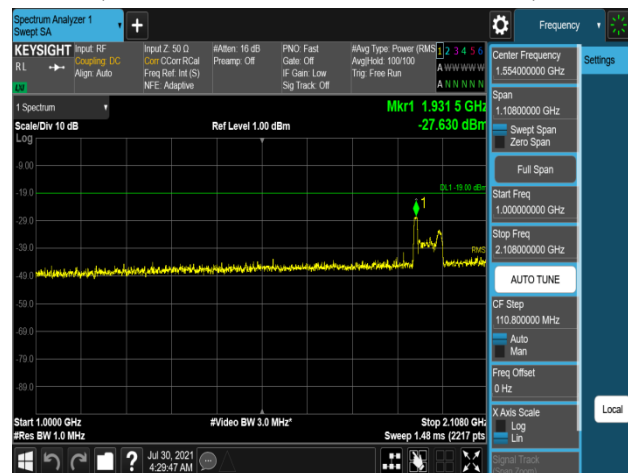 Spectrum Analyzer 1
Swept SA
Frequency
KEYSIGHT
RL
LW
Input: RF
Coupling: DC
Align: Auto
Input Z: 50 Ω
Corr CCorr RCal
Freq Ref: Int (S)
NFE: Adaptive
#Atten: 16 dB
Preamp: Off
PNO: Fast
Gate: Off
IF Gain: Low
Sig Track: Off
#Avg Type: Power (RMS
Avg|Hold: 100/100
Trig: Free Run
1 2 3 4 5 6
A W W W W W
A N N N N N
1 Spectrum
Scale/Div 10 dB
Ref Level 1.00 dBm
Mkr1 1.931 5 GHz
-27.630 dBm
Log
-9.00
-19.0
-29.0
-39.0
-49.0
-59.0
-69.0
-79.0
-89.0
DL1 -19.00 dBm
1
RMS
Start 1.0000 GHz
#Res BW 1.0 MHz
#Video BW 3.0 MHz*
Stop 2.1080 GHz
Sweep 1.48 ms (2217 pts
Jul 30, 2021
4:29:47 AM
Center Frequency
1.554000000 GHz
Span
1.10800000 GHz
Swept Span
Zero Span
Full Span
Start Freq
1.000000000 GHz
Stop Freq
2.108000000 GHz
AUTO TUNE
CF Step
110.800000 MHz
Auto
Man
Freq Offset
0 Hz
X Axis Scale
Log
Lin
Signal Track
(Span Zoom)
Settings
Local